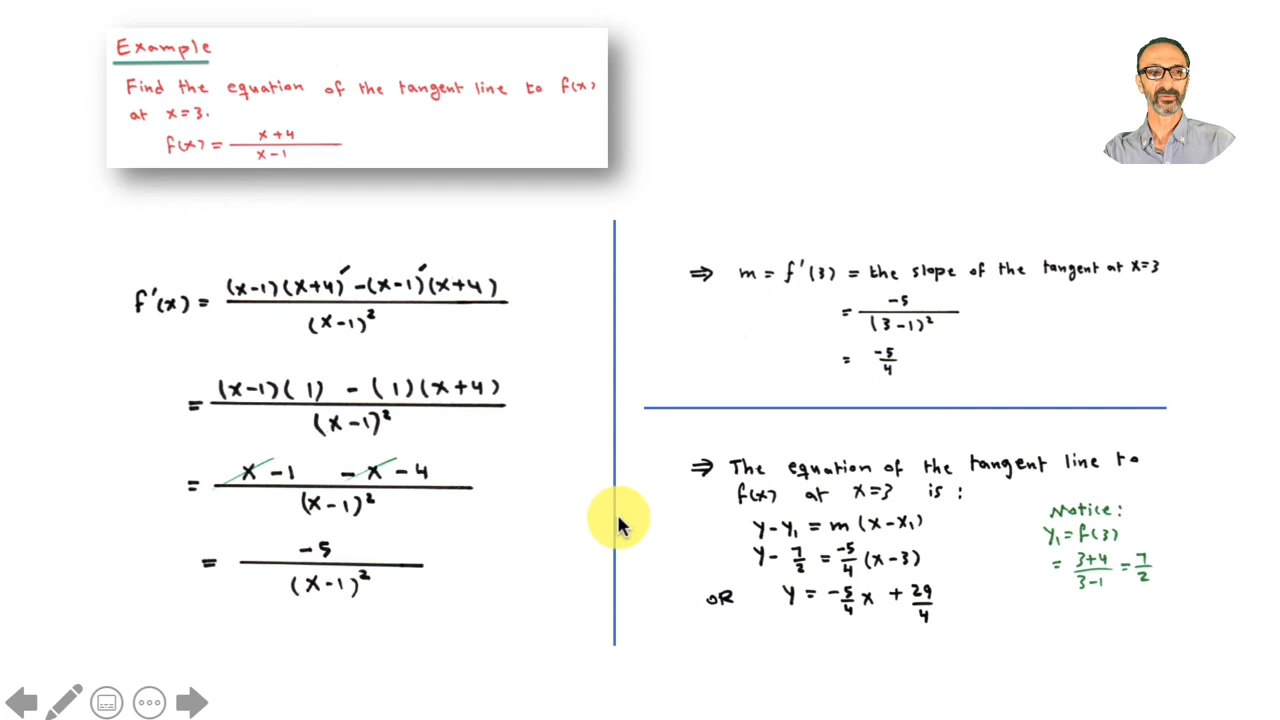 Example
Find the equation of the tangent line to f(x)
at x=3.
f(x) = (x+4)/(x-1)
f'(x) = ((x-1)(x+4)' - (x-1)'(x+4))/(x-1)²
= ((x-1)(1) - (1)(x+4))/(x-1)²
= (x-1 -x-4)/(x-1)²
= -5/(x-1)²
⇒ m = f'(3) = the slope of the tangent at x=3
= -5/(3-1)²
= -5/4
⇒ The equation of the tangent line to
f(x) at x=3 is:
y-y₁ = m(x-x₁)
y- 7/2 = -5/4 (x-3)
OR y = -5/4 x + 29/4
Notice:
y₁=f(3)
= (3+4)/(3-1) = 7/2